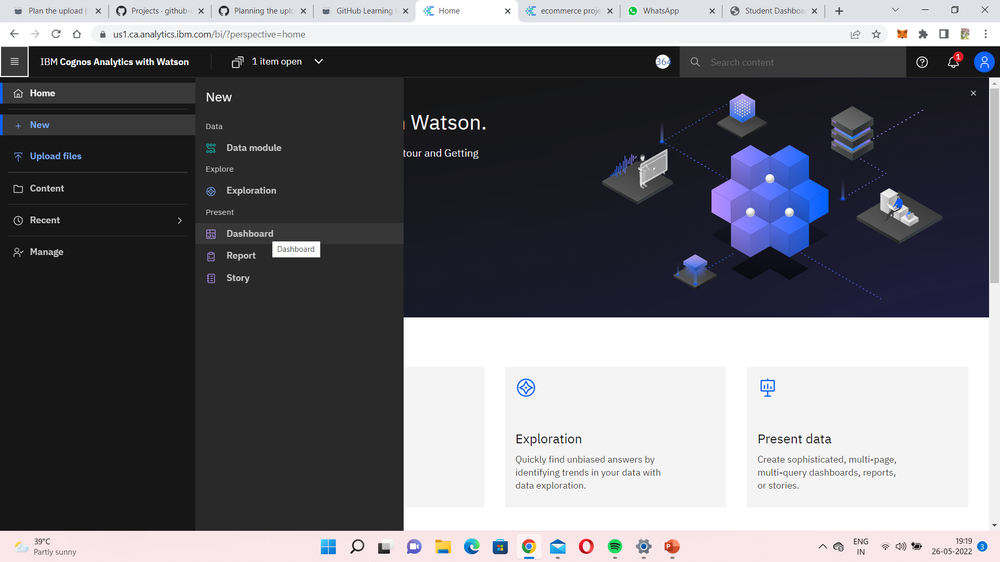 Plan the upload |
Projects · github-
Planning the uplo
GitHub Learning
Home
ecommerce proje
WhatsApp
Student Dashboa
us1.ca.analytics.ibm.com/bi/?perspective=home
IBM Cognos Analytics with Watson
1 item open
364
Search content
1
Home
New
Upload files
Content
Recent
Manage
New
Data
Data module
Explore
Exploration
Present
Dashboard
Dashboard
Report
Story
Watson.
tour and Getting
Exploration
Quickly find unbiased answers by
identifying trends in your data with
data exploration.
Present data
Create sophisticated, multi-page,
multi-query dashboards, reports,
or stories.
39°C
Partly sunny
ENG
IN
19:19
26-05-2022
3